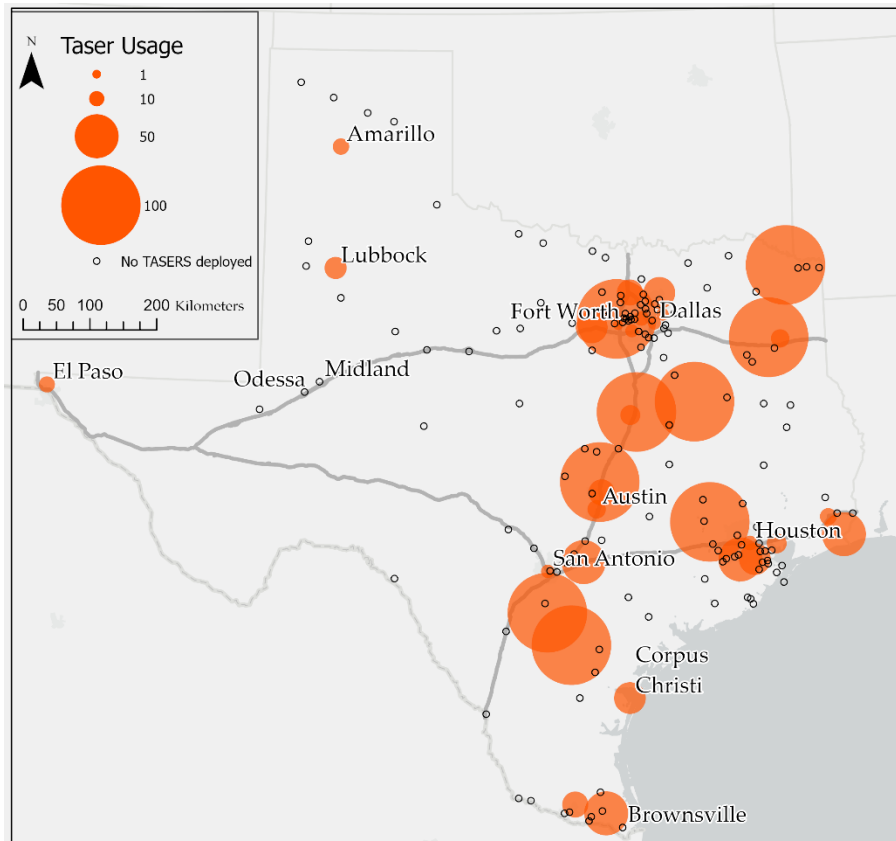 N
Taser Usage
1
10
50
100
No TASERS deployed
0 50 100 200 Kilometers
Amarillo
Lubbock
Fort Worth
Dallas
El Paso
Odessa
Midland
Austin
Houston
San Antonio
Corpus
Christi
Brownsville